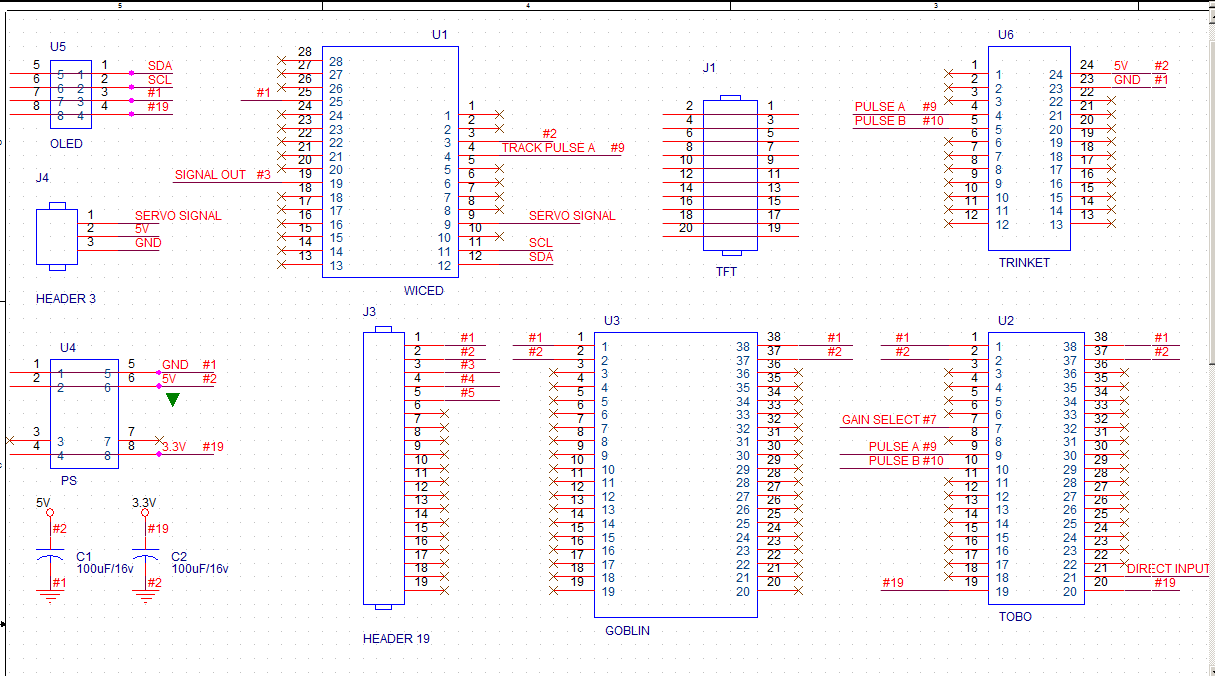 5 4 3
U5
5 5 1 1 SDA
6 6 2 2 SCL
7 7 3 3 #1
8 8 4 4 #19
OLED
J4
1 SERVO SIGNAL
2 5V
3 GND
HEADER 3
U4
1 1 5 5 GND #1
2 2 6 6 5V #2
3 3 7 7
4 4 8 8 3.3V #19
PS
5V
#2
C1
100uF/16v
#1
3.3V
#19
C2
100uF/16v
#2
U1
28 28
27 27
26 26
#1 25 25
24 24 1 1
23 23 2 2
22 22 3 3 #2
21 21 4 4 TRACK PULSE A #9
20 20 5 5
SIGNAL OUT #3 19 19 6 6
18 18 7 7
17 17 8 8
16 16 9 9 SERVO SIGNAL
15 15 10 10
14 14 11 11 SCL
13 13 12 12 SDA
WICED
J1
2 1
4 3
6 5
8 7
10 9
12 11
14 13
16 15
18 17
20 19
TFT
U6
1 1 24 24 5V #2
2 2 23 23 GND #1
3 3 22 22
PULSE A #9 4 4 21 21
PULSE B #10 5 5 20 20
6 6 19 19
7 7 18 18
8 8 17 17
9 9 16 16
10 10 15 15
11 11 14 14
12 12 13 13
TRINKET
J3
1 #1
2 #2
3 #3
4 #4
5 #5
6
7
8
9
10
11
12
13
14
15
16
17
18
19
HEADER 19
U3
#1 1 1 38 38 #1
#2 2 2 37 37 #2
3 3 36 36
4 4 35 35
5 5 34 34
6 6 33 33
7 7 32 32
8 8 31 31
9 9 30 30
10 10 29 29
11 11 28 28
12 12 27 27
13 13 26 26
14 14 25 25
15 15 24 24
16 16 23 23
17 17 22 22
18 18 21 21
19 19 20 20
GOBLIN
U2
#1 1 1 38 38 #1
#2 2 2 37 37 #2
3 3 36 36
4 4 35 35
5 5 34 34
6 6 33 33
GAIN SELECT #7 7 7 32 32
8 8 31 31
PULSE A #9 9 9 30 30
PULSE B #10 10 10 29 29
11 11 28 28
12 12 27 27
13 13 26 26
14 14 25 25
15 15 24 24
16 16 23 23
17 17 22 22
18 18 21 21 DIRECT INPUT
#19 19 19 20 20 #19
TOBO